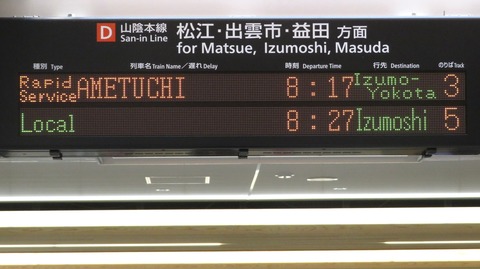 D 山陰本線 松江・出雲市・益田 方面
San-in Line for Matsue, Izumoshi, Masuda
種別 Type 列車名 Train Name / 遅れ Delay 時刻 Departure Time 行先 Destination のりば Track
Rapid Service AMETUCHI 8:17 Izumo-Yokota 3
Local 8:27 Izumoshi 5